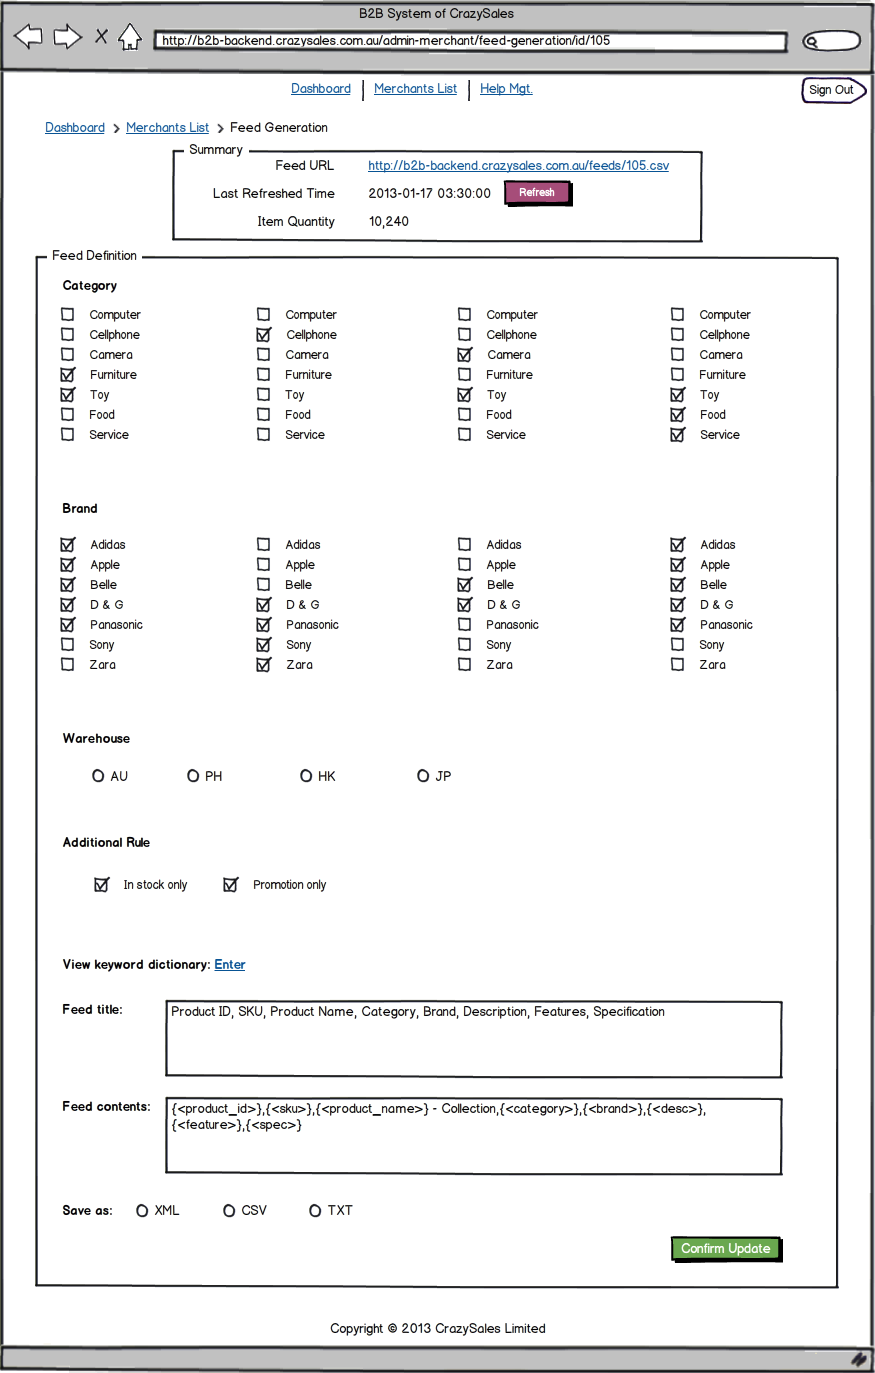 B2B System of CrazySales
http://b2b-backend.crazysales.com.au/admin-merchant/feed-generation/id/105
Dashboard | Merchants List | Help Mgt.
Sign Out
Dashboard > Merchants List > Feed Generation
Summary
Feed URL http://b2b-backend.crazysales.com.au/feeds/105.csv
Last Refreshed Time 2013-01-17 03:30:00 Refresh
Item Quantity 10,240
Feed Definition
Category
Computer Computer Computer Computer
Cellphone Cellphone Cellphone Cellphone
Camera Camera Camera Camera
Furniture Furniture Furniture Furniture
Toy Toy Toy Toy
Food Food Food Food
Service Service Service Service
Brand
Adidas Adidas Adidas Adidas
Apple Apple Apple Apple
Belle Belle Belle Belle
D & G D & G D & G D & G
Panasonic Panasonic Panasonic Panasonic
Sony Sony Sony Sony
Zara Zara Zara Zara
Warehouse
AU PH HK JP
Additional Rule
In stock only Promotion only
View keyword dictionary: Enter
Feed title: Product ID, SKU, Product Name, Category, Brand, Description, Features, Specification
Feed contents: {<product_id>},{<sku>},{<product_name>} - Collection,{<category>},{<brand>},{<desc>},
{<feature>},{<spec>}
Save as: XML CSV TXT
Confirm Update
Copyright © 2013 CrazySales Limited